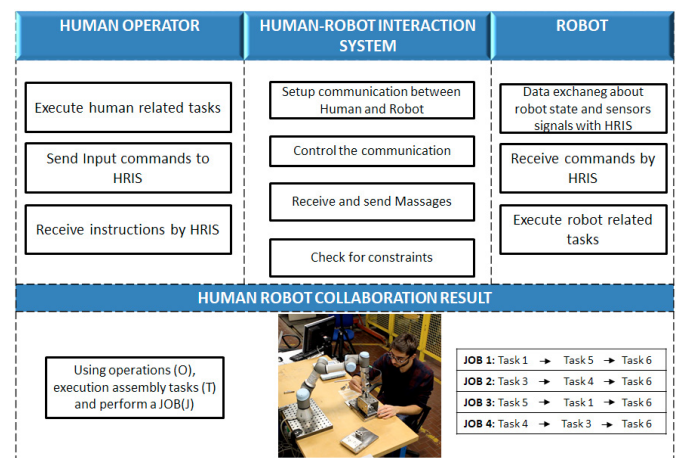 HUMAN OPERATOR
HUMAN-ROBOT INTERACTION
SYSTEM
ROBOT
Execute human related tasks
Send Input commands to
HRIS
Receive instructions by HRIS
Setup communication between
Human and Robot
Control the communication
Receive and send Massages
Check for constraints
Data exchaneg about
robot state and sensors
signals with HRIS
Receive commands by
HRIS
Execute robot related
tasks
HUMAN ROBOT COLLABORATION RESULT
Using operations (O),
execution assembly tasks (T)
and perform a JOB(J)
JOB 1: Task 1 → Task 5 → Task 6
JOB 2: Task 3 → Task 4 → Task 6
JOB 3: Task 5 → Task 1 → Task 6
JOB 4: Task 4 → Task 3 → Task 6